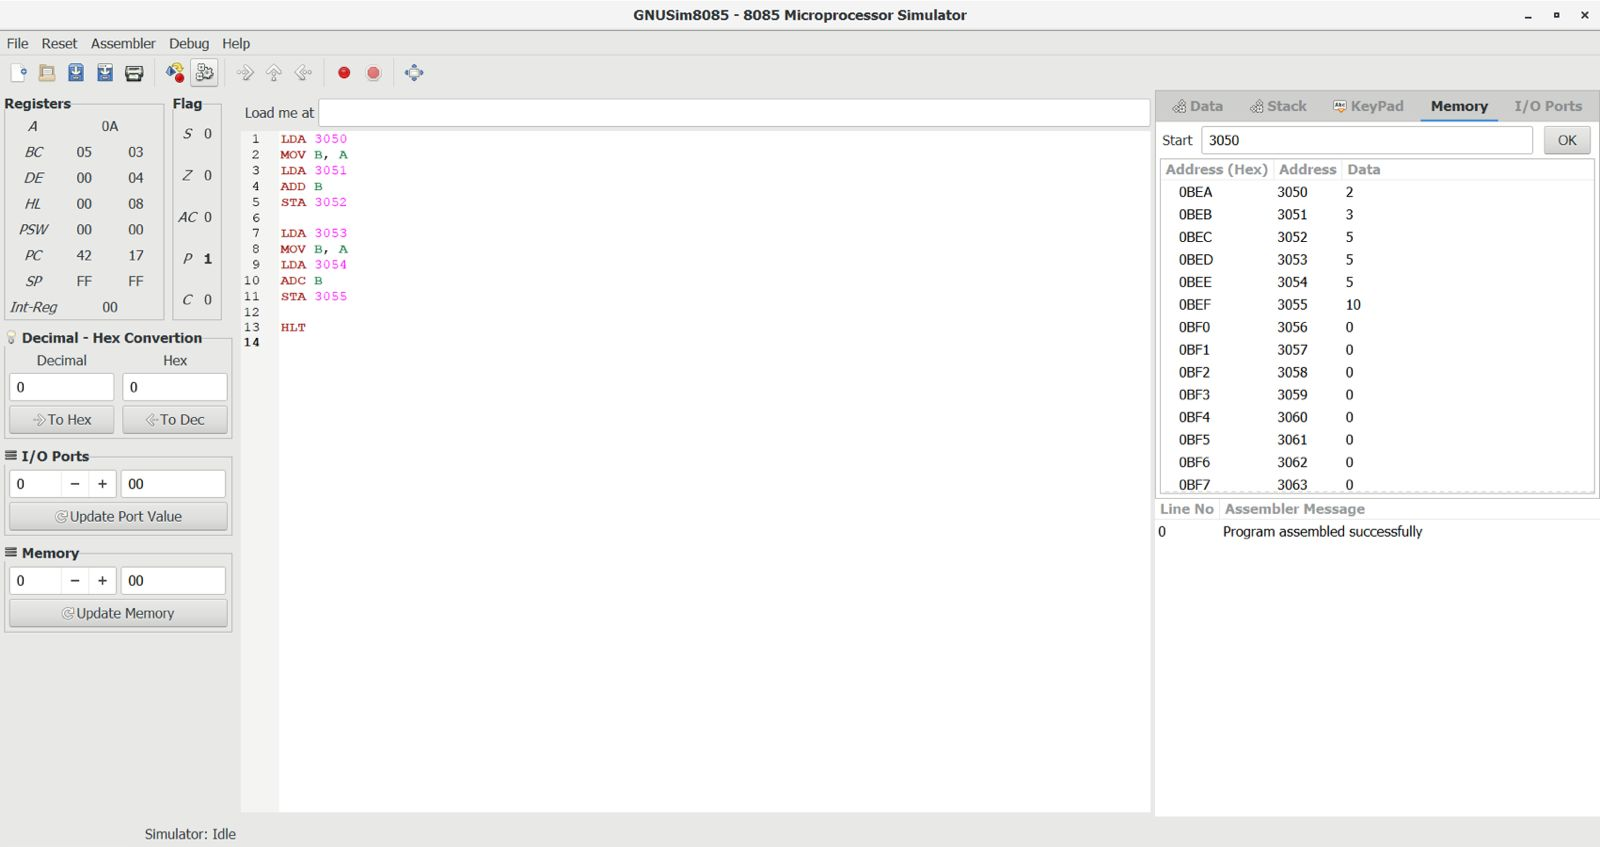 GNUSim8085 - 8085 Microprocessor Simulator
File Reset Assembler Debug Help
Registers
A 0A
BC 05 03
DE 00 04
HL 00 08
PSW 00 00
PC 42 17
SP FF FF
Int-Reg 00
Flag
S 0
Z 0
AC 0
P 1
C 0
Decimal - Hex Convertion
Decimal Hex
0 0
To Hex To Dec
I/O Ports
0 - + 00
Update Port Value
Memory
0 - + 00
Update Memory
Load me at
1 LDA 3050
2 MOV B, A
3 LDA 3051
4 ADD B
5 STA 3052
6
7 LDA 3053
8 MOV B, A
9 LDA 3054
10 ADC B
11 STA 3055
12
13 HLT
14
Data Stack Abc KeyPad Memory I/O Ports
Start 3050 OK
Address (Hex) Address Data
0BEA 3050 2
0BEB 3051 3
0BEC 3052 5
0BED 3053 5
0BEE 3054 5
0BEF 3055 10
0BF0 3056 0
0BF1 3057 0
0BF2 3058 0
0BF3 3059 0
0BF4 3060 0
0BF5 3061 0
0BF6 3062 0
0BF7 3063 0
Line No Assembler Message
0 Program assembled successfully
Simulator: Idle